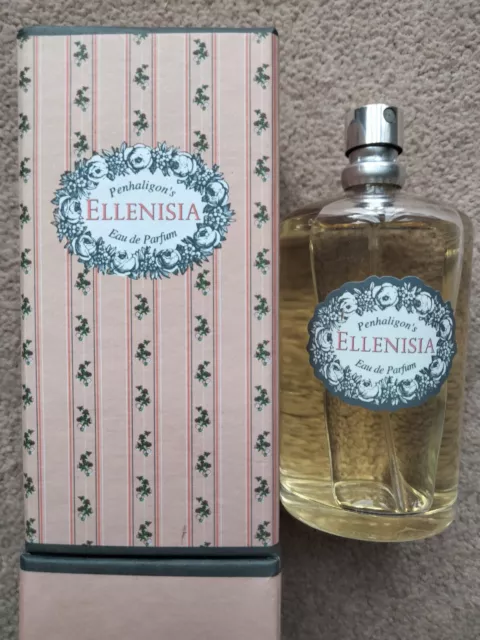 Penhaligon's
ELLENISIA
Eau de Parfum
Penhaligon's
ELLENISIA
Eau de Parfum